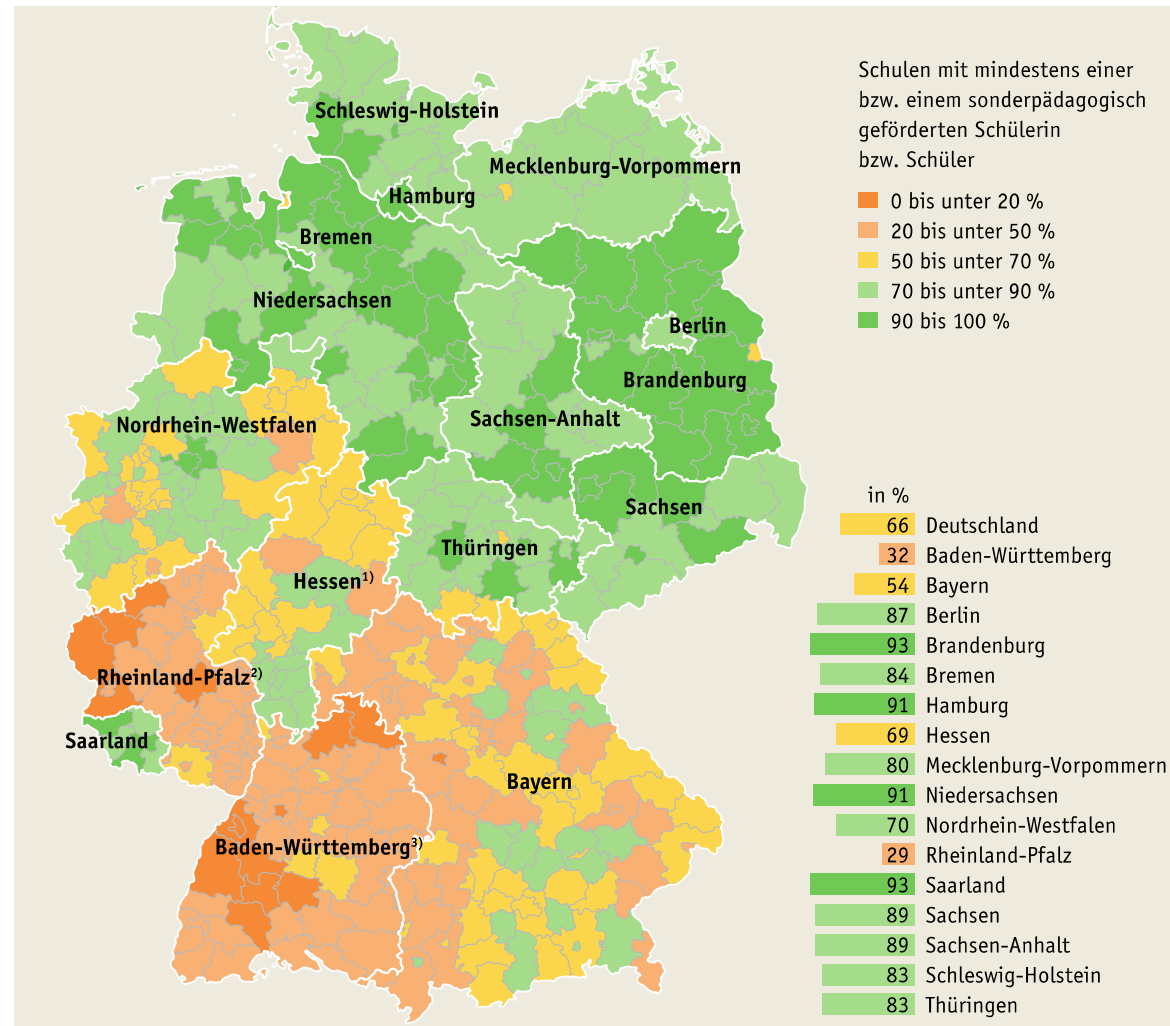 Schleswig-Holstein
Mecklenburg-Vorpommern
Hamburg
Bremen
Niedersachsen
Berlin
Brandenburg
Sachsen-Anhalt
Nordrhein-Westfalen
Sachsen
Thüringen
Hessen1)
Rheinland-Pfalz2)
Saarland
Bayern
Baden-Württemberg3)
Schulen mit mindestens einer
bzw. einem sonderpädagogisch
geförderten Schülerin
bzw. Schüler
0 bis unter 20 %
20 bis unter 50 %
50 bis unter 70 %
70 bis unter 90 %
90 bis 100 %
in %
66 Deutschland
32 Baden-Württemberg
54 Bayern
87 Berlin
93 Brandenburg
84 Bremen
91 Hamburg
69 Hessen
80 Mecklenburg-Vorpommern
91 Niedersachsen
70 Nordrhein-Westfalen
29 Rheinland-Pfalz
93 Saarland
89 Sachsen
89 Sachsen-Anhalt
83 Schleswig-Holstein
83 Thüringen